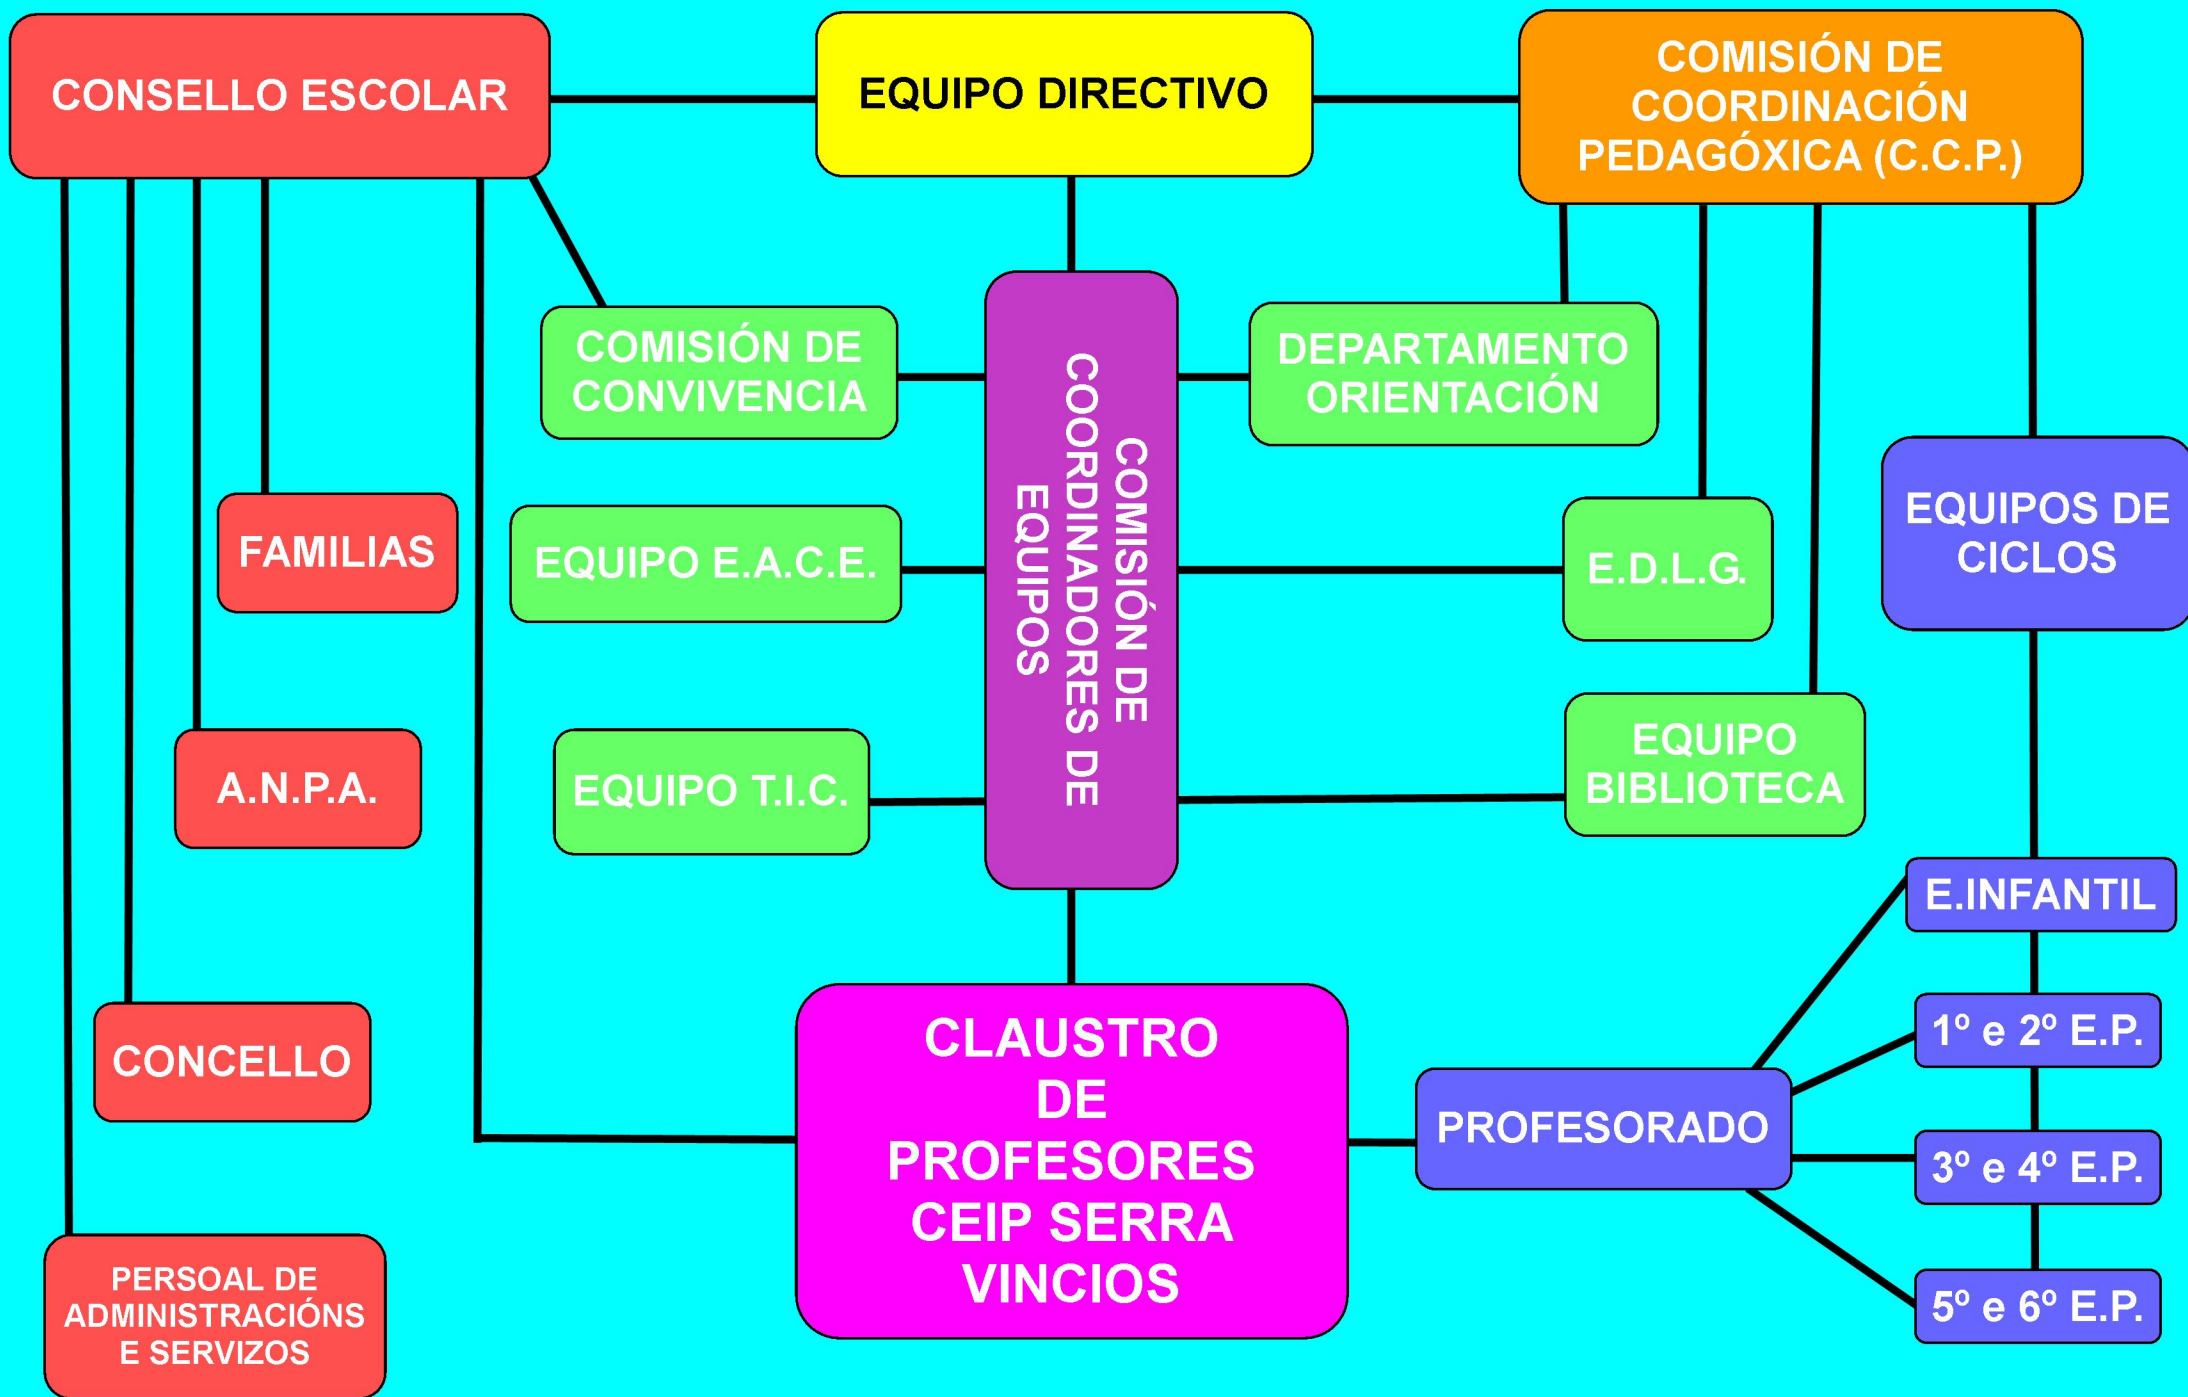 CONSELLO ESCOLAR
EQUIPO DIRECTIVO
COMISIÓN DE
COORDINACIÓN
PEDAGÓXICA (C.C.P.)
COMISIÓN DE
CONVIVENCIA
COMISIÓN DE
COORDINADORES DE
EQUIPOS
DEPARTAMENTO
ORIENTACIÓN
FAMILIAS
EQUIPO E.A.C.E.
E.D.L.G.
EQUIPOS DE
CICLOS
A.N.P.A.
EQUIPO T.I.C.
EQUIPO
BIBLIOTECA
E.INFANTIL
CONCELLO
CLAUSTRO
DE
PROFESORES
CEIP SERRA
VINCIOS
PROFESORADO
1º e 2º E.P.
3º e 4º E.P.
5º e 6º E.P.
PERSOAL DE
ADMINISTRACIÓNS
E SERVIZOS